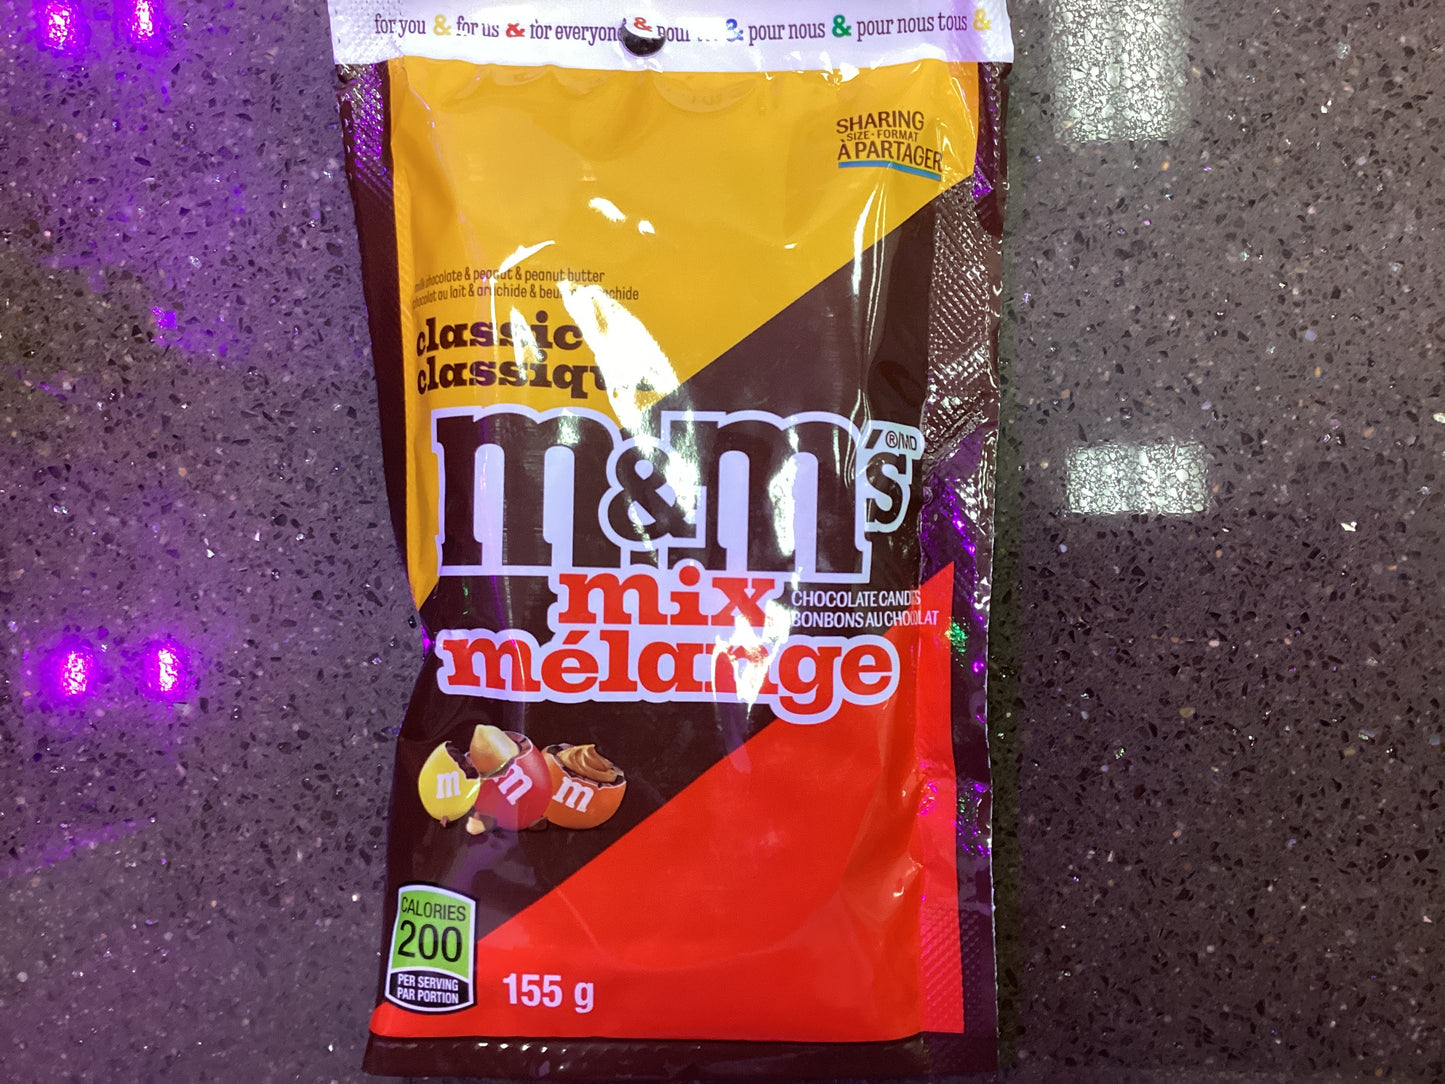 for you & for us & for everyone & pour & pour nous & pour nous tous &
SHARING
SIZE - FORMAT
À PARTAGER
milk chocolate & peanut & peanut butter
chocolat au lait & arachide & beurre d'arachide
classic
classique
m&m's ®/MD
mix
CHOCOLATE CANDIES
BONBONS AU CHOCOLAT
mélange
m
m
m
CALORIES
200
PER SERVING
PAR PORTION
155 g